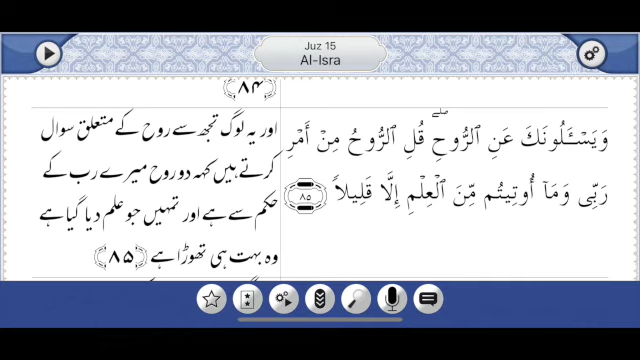 Juz 15
Al-Isra
﴿۸۴﴾
وَيَسْـَٔلُونَكَ عَنِ ٱلرُّوحِ ۖ قُلِ ٱلرُّوحُ مِنْ أَمْرِ
رَبِّى وَمَآ أُوتِيتُم مِّنَ ٱلْعِلْمِ إِلَّا قَلِيلًا ٨٥
اور یہ لوگ تجھ سے روح کے متعلق سوال
کرتے ہیں کہہ دو روح میرے رب کے
حکم سے ہے اور تمہیں جو علم دیا گیا ہے
وہ بہت ہی تھوڑا ہے ﴿۸۵﴾